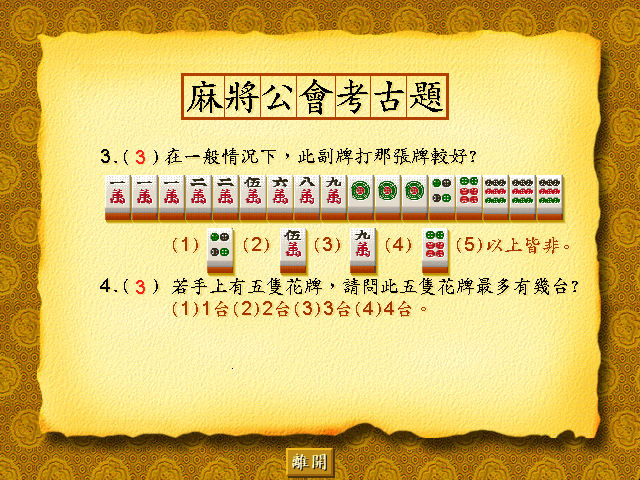 麻將公會考古題
3.(3)在一般情況下,此副牌打那張牌較好?
一萬 一萬 一萬 二萬 二萬 伍萬 六萬 八萬 九萬
(1) (2)伍萬 (3)九萬 (4) (5)以上皆非。
4.(3) 若手上有五隻花牌,請問此五隻花牌最多有幾台?
(1)1台(2)2台(3)3台(4)4台。
離開